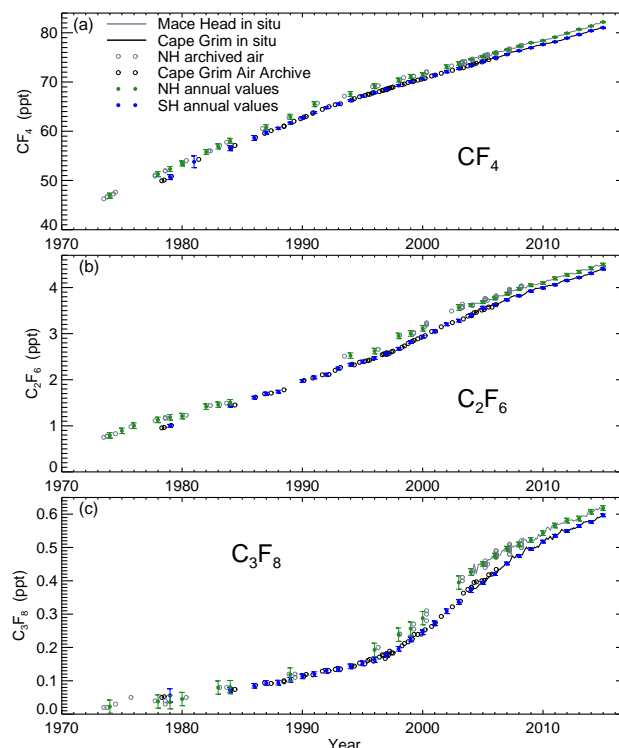 (a)
Mace Head in situ
Cape Grim in situ
NH archived air
Cape Grim Air Archive
NH annual values
SH annual values
80
70
60
50
40
CF4 (ppt)
CF4
1970 1980 1990 2000 2010
(b)
4
3
2
1
0
C2F6 (ppt)
C2F6
1970 1980 1990 2000 2010
(c)
0.6
0.5
0.4
0.3
0.2
0.1
0.0
C3F8 (ppt)
C3F8
1970 1980 1990 2000 2010
Year